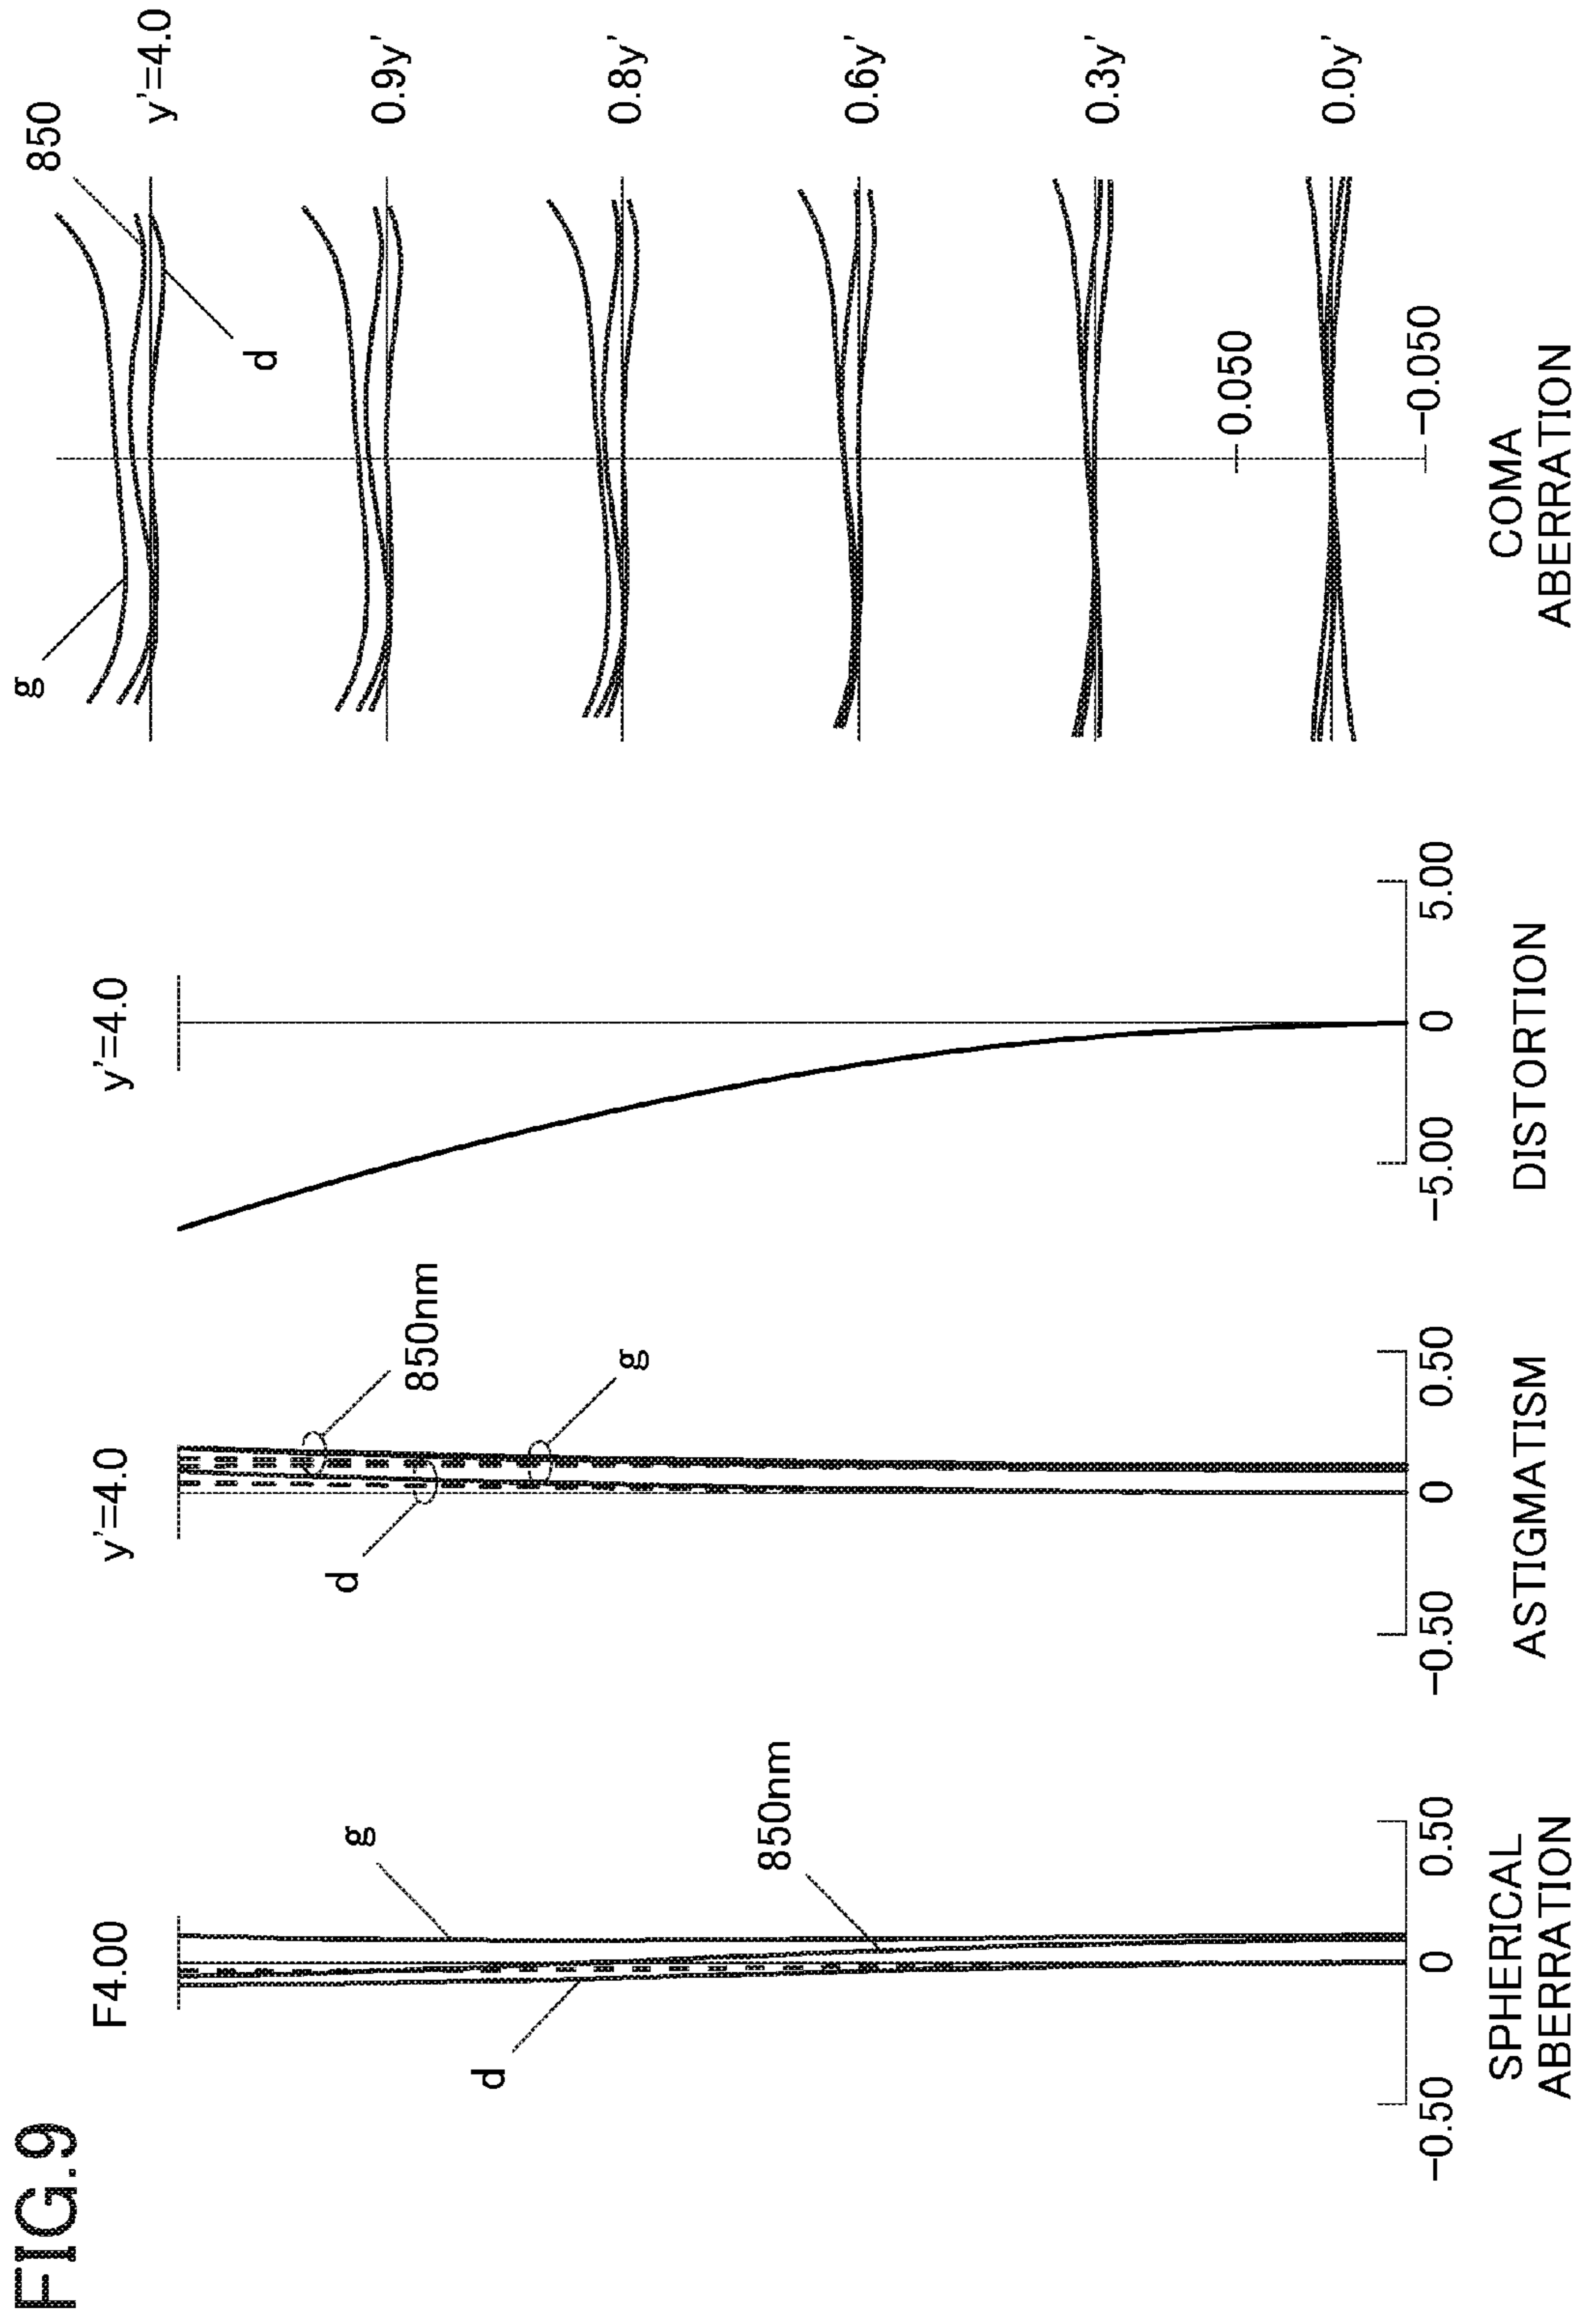 FIG.9
F4.00
g
850nm
d
-0.50
0
0.50
SPHERICAL
ABERRATION
y'=4.0
850nm
g
d
-0.50
0
0.50
ASTIGMATISM
y'=4.0
-5.00
0
5.00
DISTORTION
g
850
d
y'=4.0
0.9y'
0.8y'
0.6y'
0.3y'
0.0y'
0.050
-0.050
COMA
ABERRATION